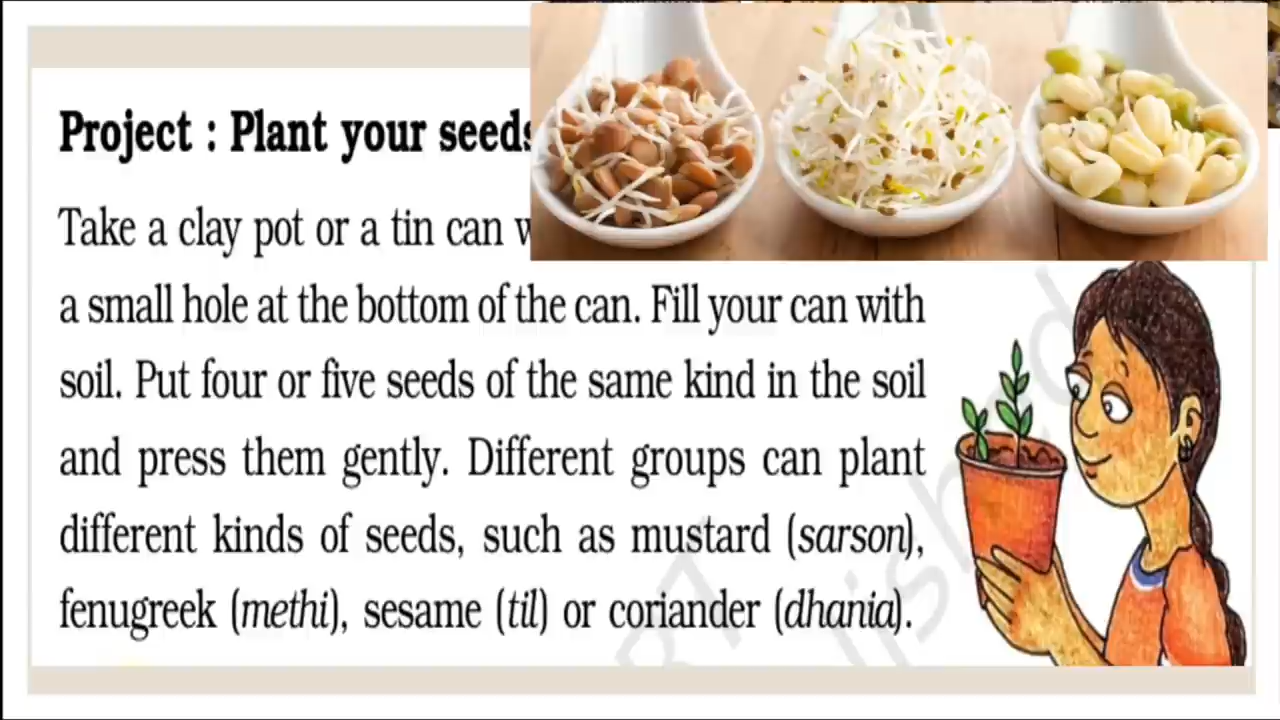 Project : Plant your seeds
Take a clay pot or a tin can
a small hole at the bottom of the can. Fill your can with
soil. Put four or five seeds of the same kind in the soil
and press them gently. Different groups can plant
different kinds of seeds, such as mustard (sarson),
fenugreek (methi), sesame (til) or coriander (dhania).